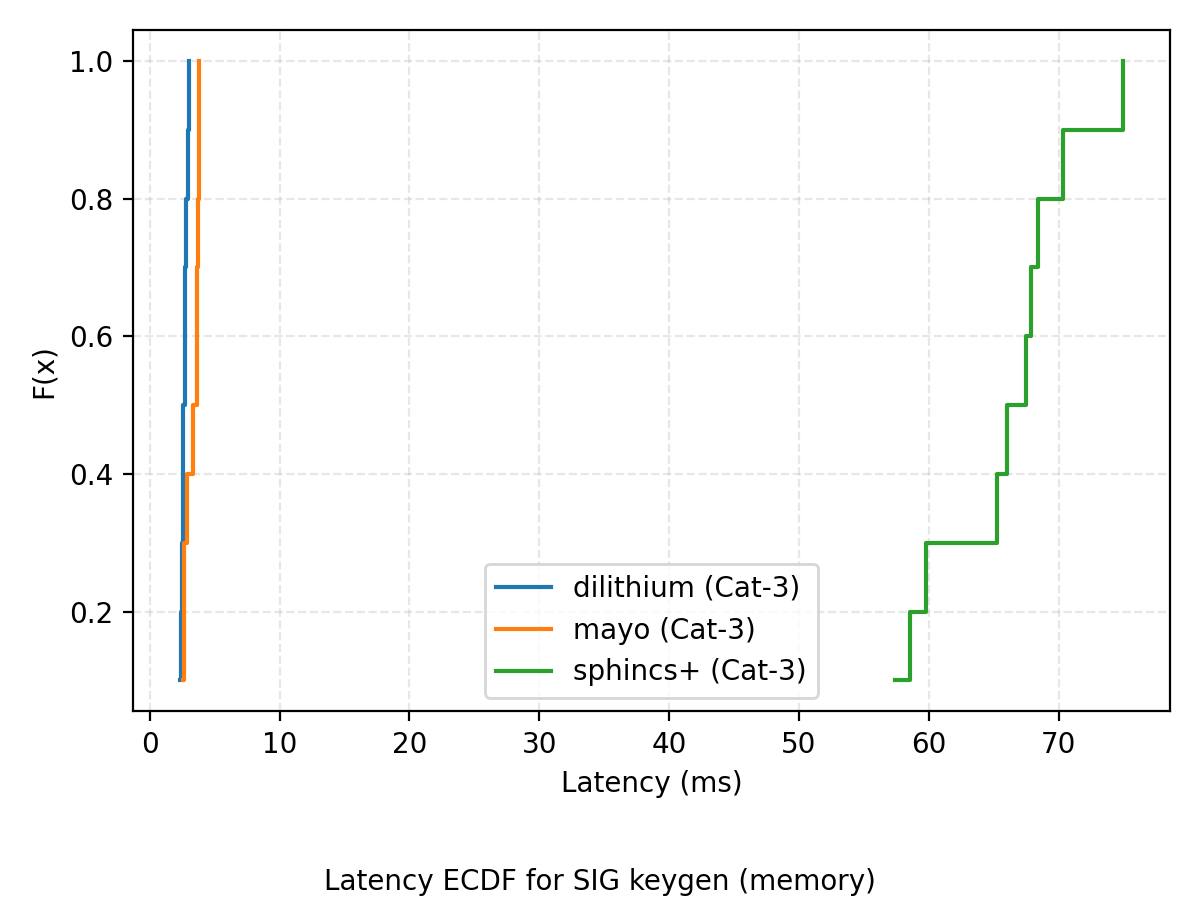 1.0
0.8
0.6
0.4
0.2
F(x)
dilithium (Cat-3)
mayo (Cat-3)
sphincs+ (Cat-3)
0 10 20 30 40 50 60 70
Latency (ms)
Latency ECDF for SIG keygen (memory)